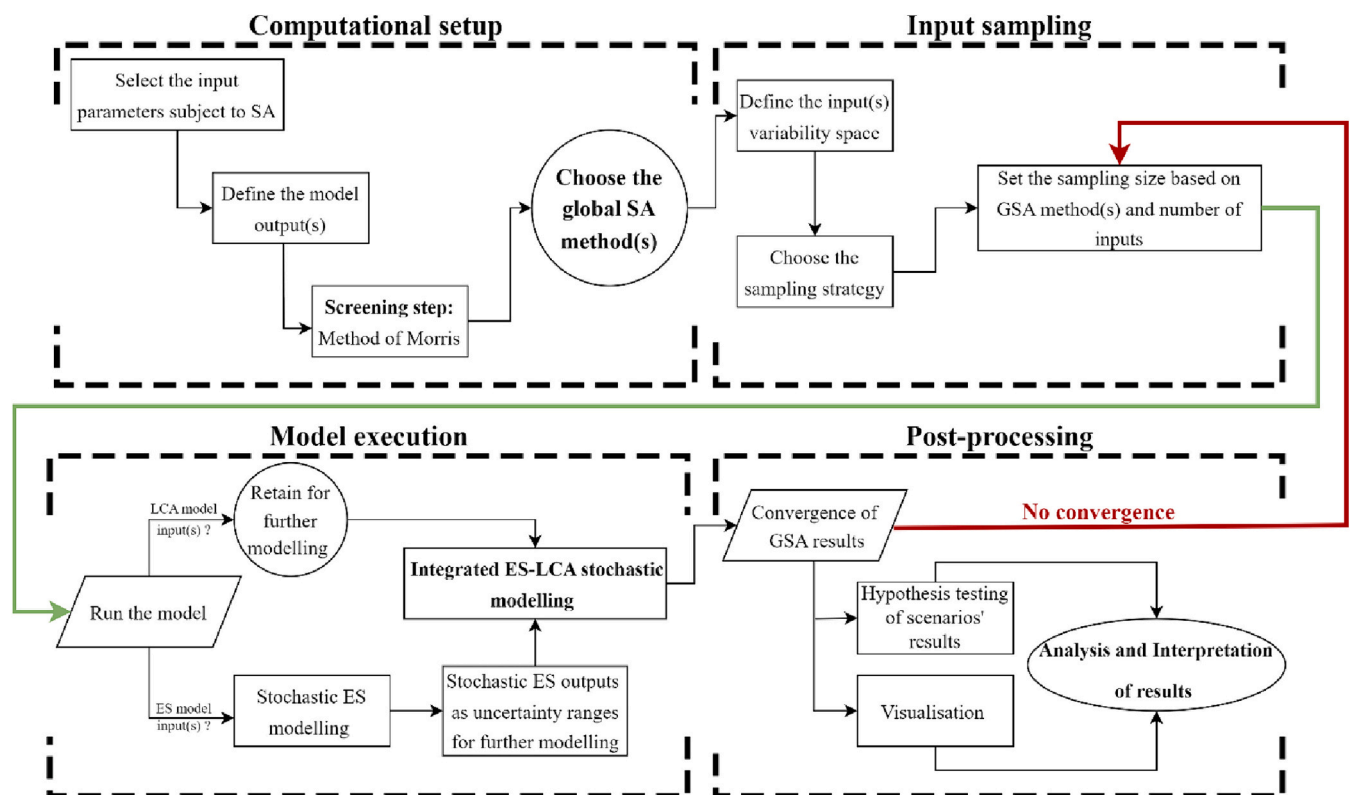 Computational setup
Select the input
parameters subject to SA
Define the model
output(s)
Screening step:
Method of Morris
Choose the
global SA
method(s)
Input sampling
Define the input(s)
variability space
Choose the
sampling strategy
Set the sampling size based on
GSA method(s) and number of
inputs
Model execution
Run the model
LCA model
input(s) ?
Retain for
further
modelling
ES model
input(s) ?
Stochastic ES
modelling
Stochastic ES outputs
as uncertainty ranges
for further modelling
Integrated ES-LCA stochastic
modelling
Post-processing
Convergence of
GSA results
No convergence
Hypothesis testing
of scenarios'
results
Visualisation
Analysis and Interpretation
of results